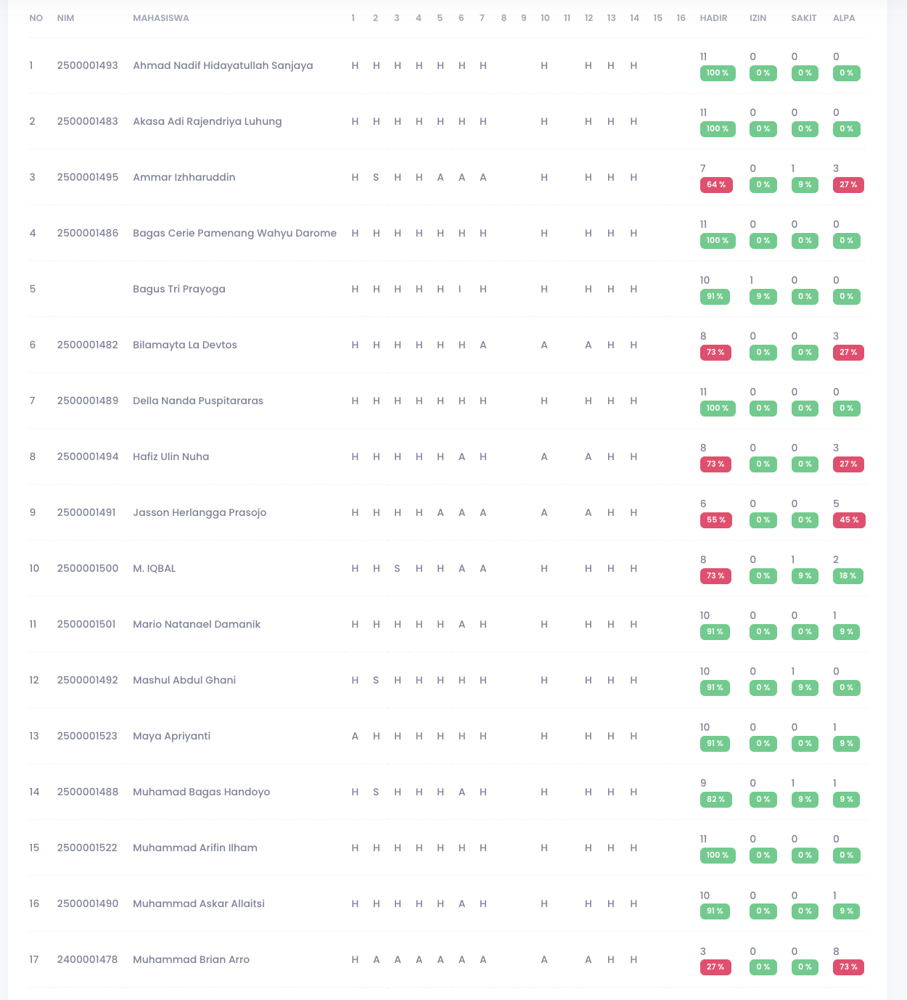 NO NIM MAHASISWA 1 2 3 4 5 6 7 8 9 10 11 12 13 14 15 16 HADIR IZIN SAKIT ALPA
1 2500001493 Ahmad Nadif Hidayatullah Sanjaya H H H H H H H H H H H 11 0 0 0
100 % 0 % 0 % 0 %
2 2500001483 Akasa Adi Rajendriya Luhung H H H H H H H H H H H 11 0 0 0
100 % 0 % 0 % 0 %
3 2500001495 Ammar Izhharuddin H S H H A A A H H H H 7 0 1 3
64 % 0 % 9 % 27 %
4 2500001486 Bagas Cerie Pamenang Wahyu Darome H H H H H H H H H H H 11 0 0 0
100 % 0 % 0 % 0 %
5 Bagus Tri Prayoga H H H H H I H H H H H 10 1 0 0
91 % 9 % 0 % 0 %
6 2500001482 Bilamayta La Devtos H H H H H H A A A H H 8 0 0 3
73 % 0 % 0 % 27 %
7 2500001489 Della Nanda Puspitararas H H H H H H H H H H H 11 0 0 0
100 % 0 % 0 % 0 %
8 2500001494 Hafiz Ulin Nuha H H H H H A H A A H H 8 0 0 3
73 % 0 % 0 % 27 %
9 2500001491 Jasson Herlangga Prasojo H H H H A A A A A H H 6 0 0 5
55 % 0 % 0 % 45 %
10 2500001500 M. IQBAL H H S H H A A H H H H 8 0 1 2
73 % 0 % 9 % 18 %
11 2500001501 Mario Natanael Damanik H H H H H A H H H H H 10 0 0 1
91 % 0 % 0 % 9 %
12 2500001492 Mashul Abdul Ghani H S H H H H H H H H H 10 0 1 0
91 % 0 % 9 % 0 %
13 2500001523 Maya Apriyanti A H H H H H H H H H H 10 0 0 1
91 % 0 % 0 % 9 %
14 2500001488 Muhamad Bagas Handoyo H S H H H A H H H H H 9 0 1 1
82 % 0 % 9 % 9 %
15 2500001522 Muhammad Arifin Ilham H H H H H H H H H H H 11 0 0 0
100 % 0 % 0 % 0 %
16 2500001490 Muhammad Askar Allaitsi H H H H H A H H H H H 10 0 0 1
91 % 0 % 0 % 9 %
17 2400001478 Muhammad Brian Arro H A A A A A A A A H H 3 0 0 8
27 % 0 % 0 % 73 %